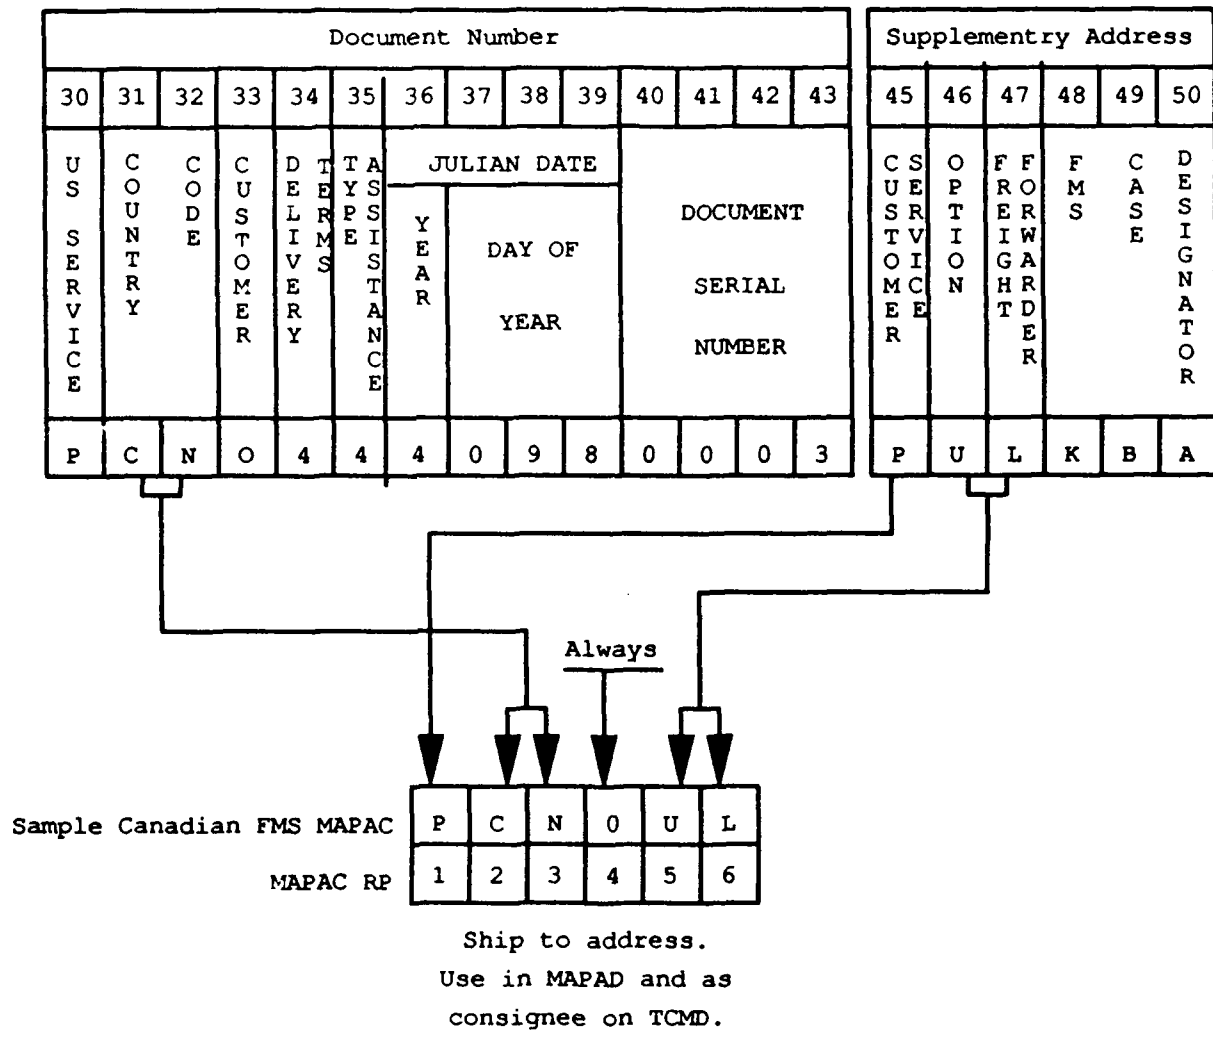 Document Number
Supplementry Address
30 31 32 33 34 35 36 37 38 39 40 41 42 43
45 46 47 48 49 50
US SERVICE
COUNTRY CODE
CUSTOMER
DELIVERY TERMS
TYPE ASSISTANCE
JULIAN DATE
YEAR
DAY OF
YEAR
DOCUMENT
SERIAL
NUMBER
CUSTOMER SERVICE
OPTION
FREIGHT FORWARDER
FMS CASE DESIGNATOR
P C N O 4 4 4 0 9 8 0 0 0 3
P U L K B A
Always
Sample Canadian FMS MAPAC P C N 0 U L
MAPAC RP 1 2 3 4 5 6
Ship to address.
Use in MAPAD and as
consignee on TCMD.